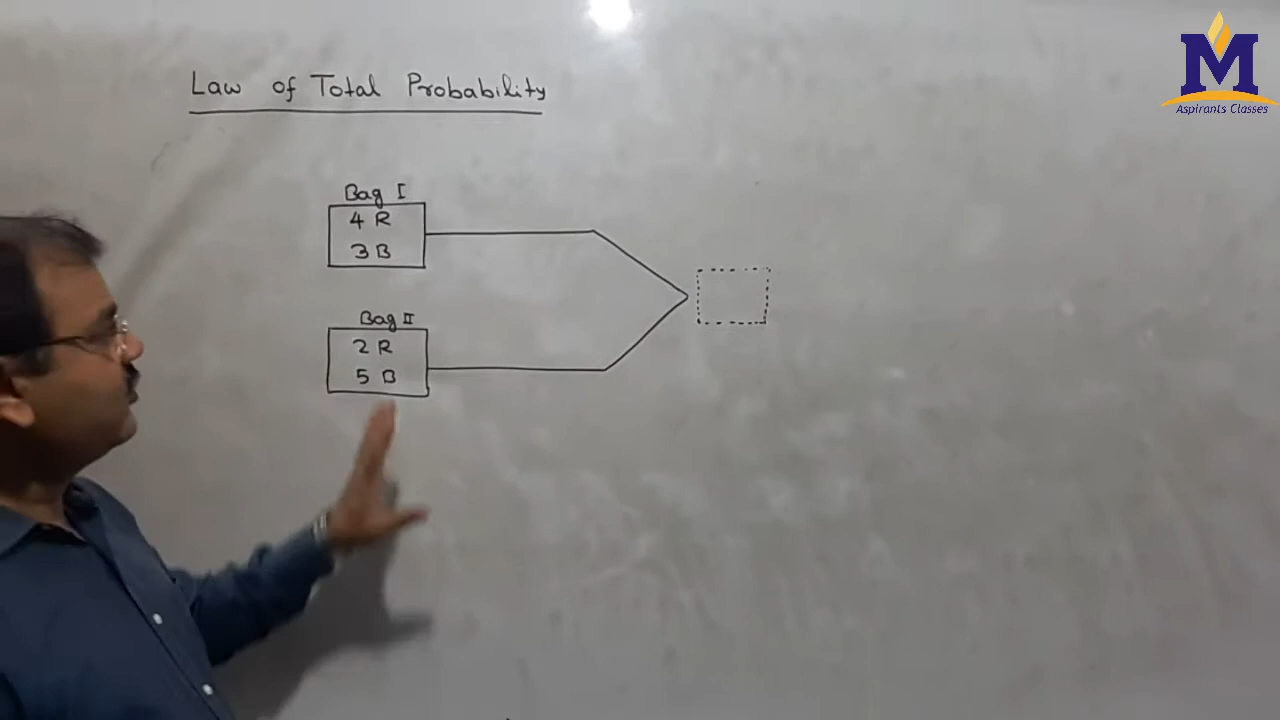 Law of Total Probability
Bag I
4 R
3 B
Bag II
2 R
5 B
M
Aspirants Classes